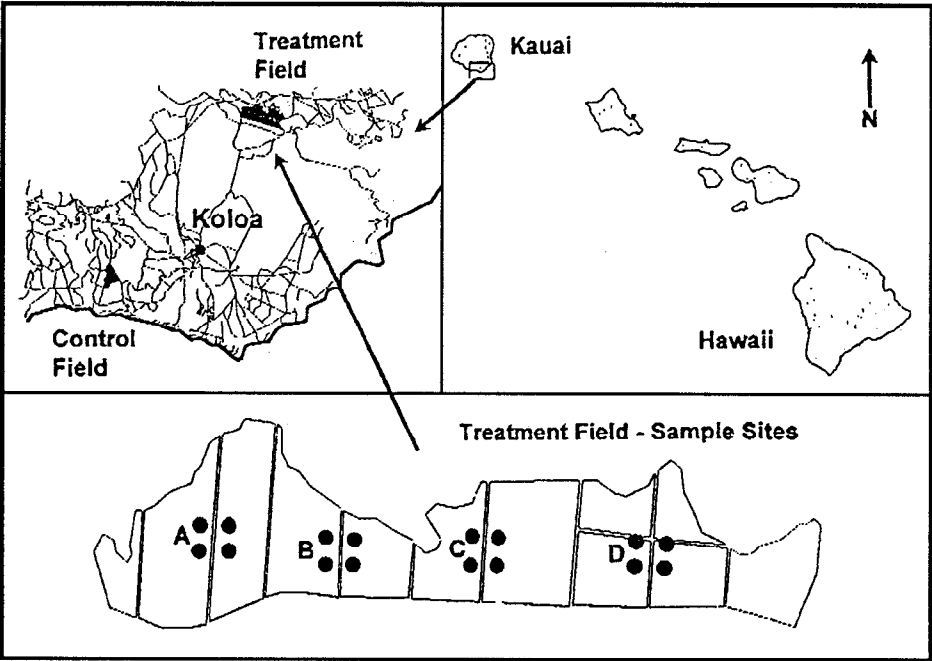 Treatment
Field
Koloa
Control
Field
Kauai
N
Hawaii
Treatment Field - Sample Sites
A
B
C
D